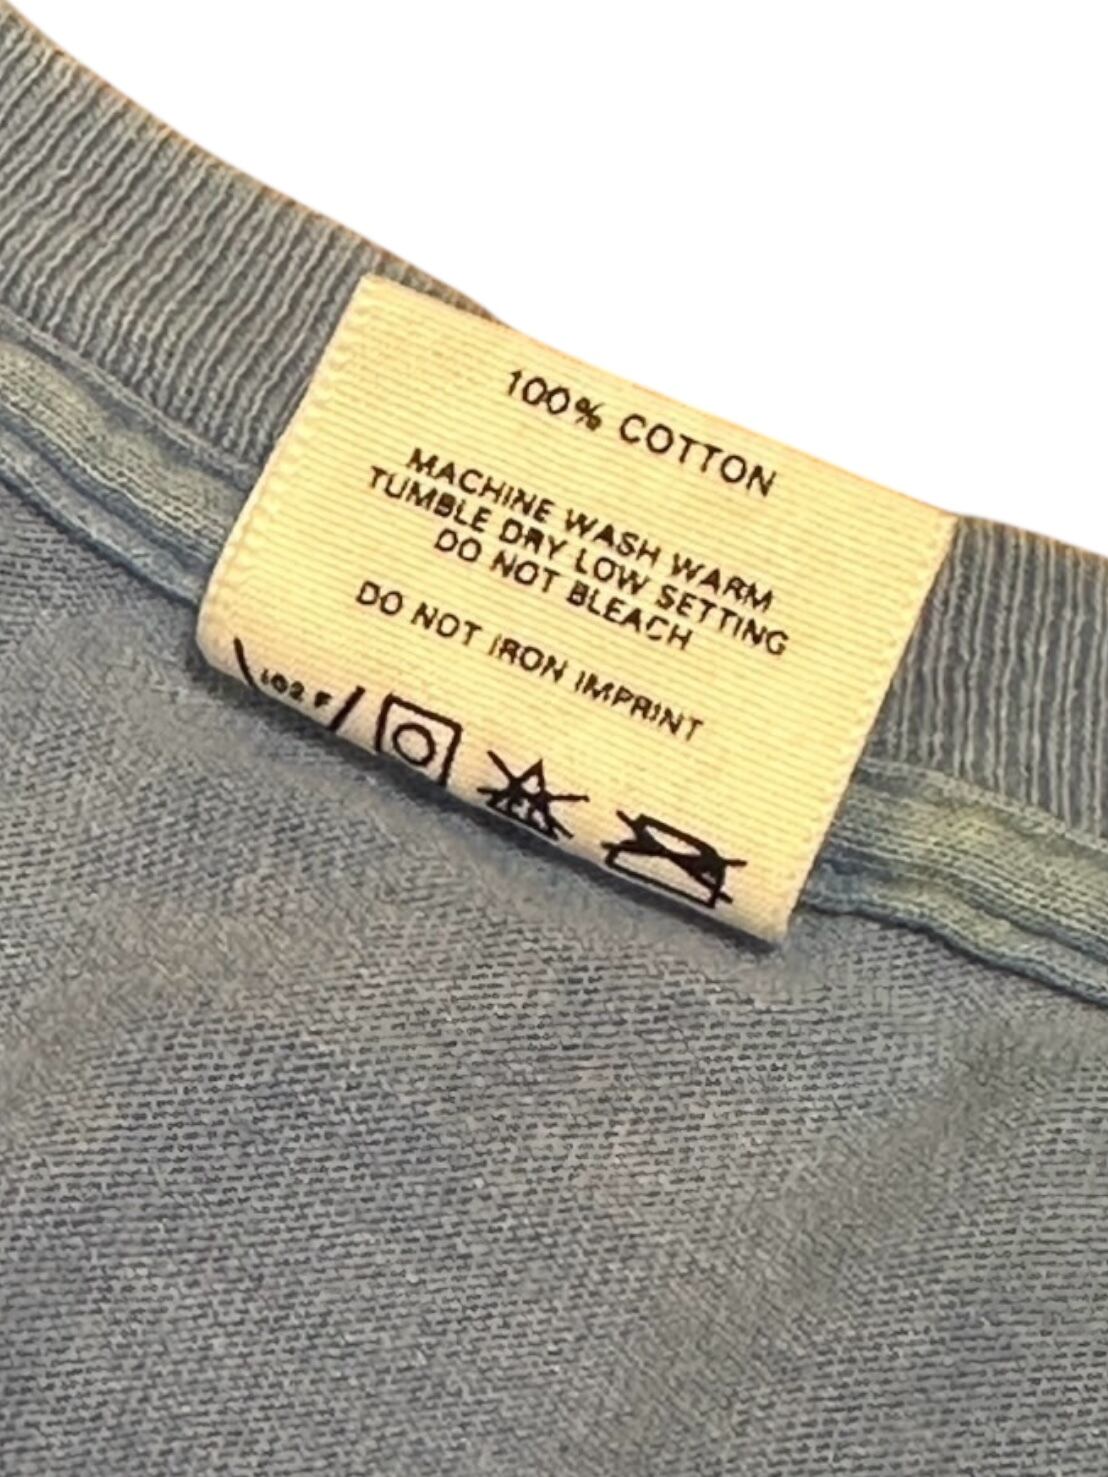 100% COTTON
MACHINE WASH WARM
TUMBLE DRY LOW SETTING
DO NOT BLEACH
DO NOT IRON IMPRINT
102 F